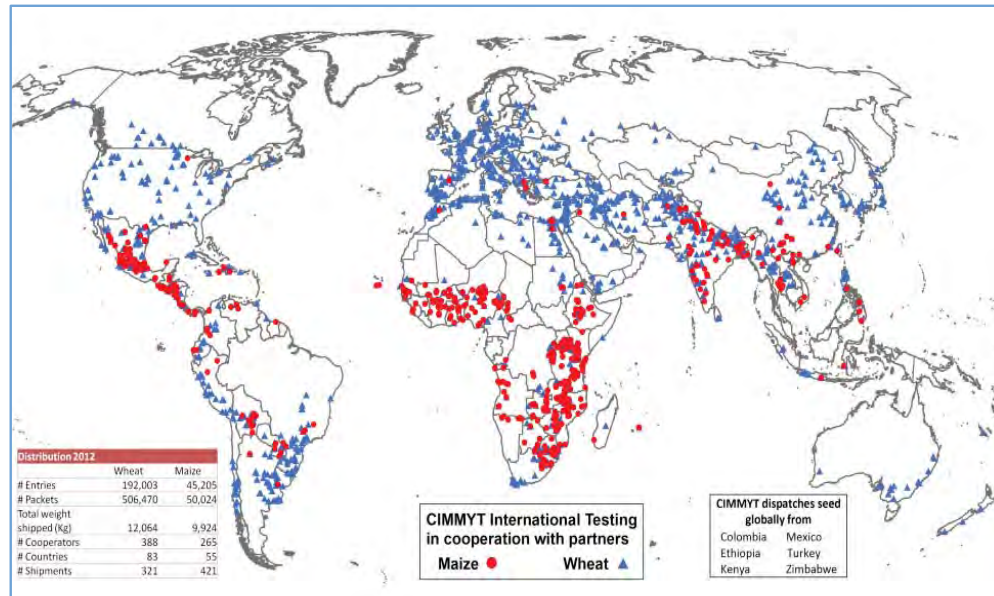 Distribution 2012
Wheat Maize
# Entries 192,003 45,205
# Packets 506,470 50,024
Total weight
shipped (Kg) 12,064 9,924
# Cooperators 388 265
# Countries 83 55
# Shipments 321 421
CIMMYT International Testing
in cooperation with partners
Maize Wheat
CIMMYT dispatches seed
globally from
Colombia Mexico
Ethiopia Turkey
Kenya Zimbabwe